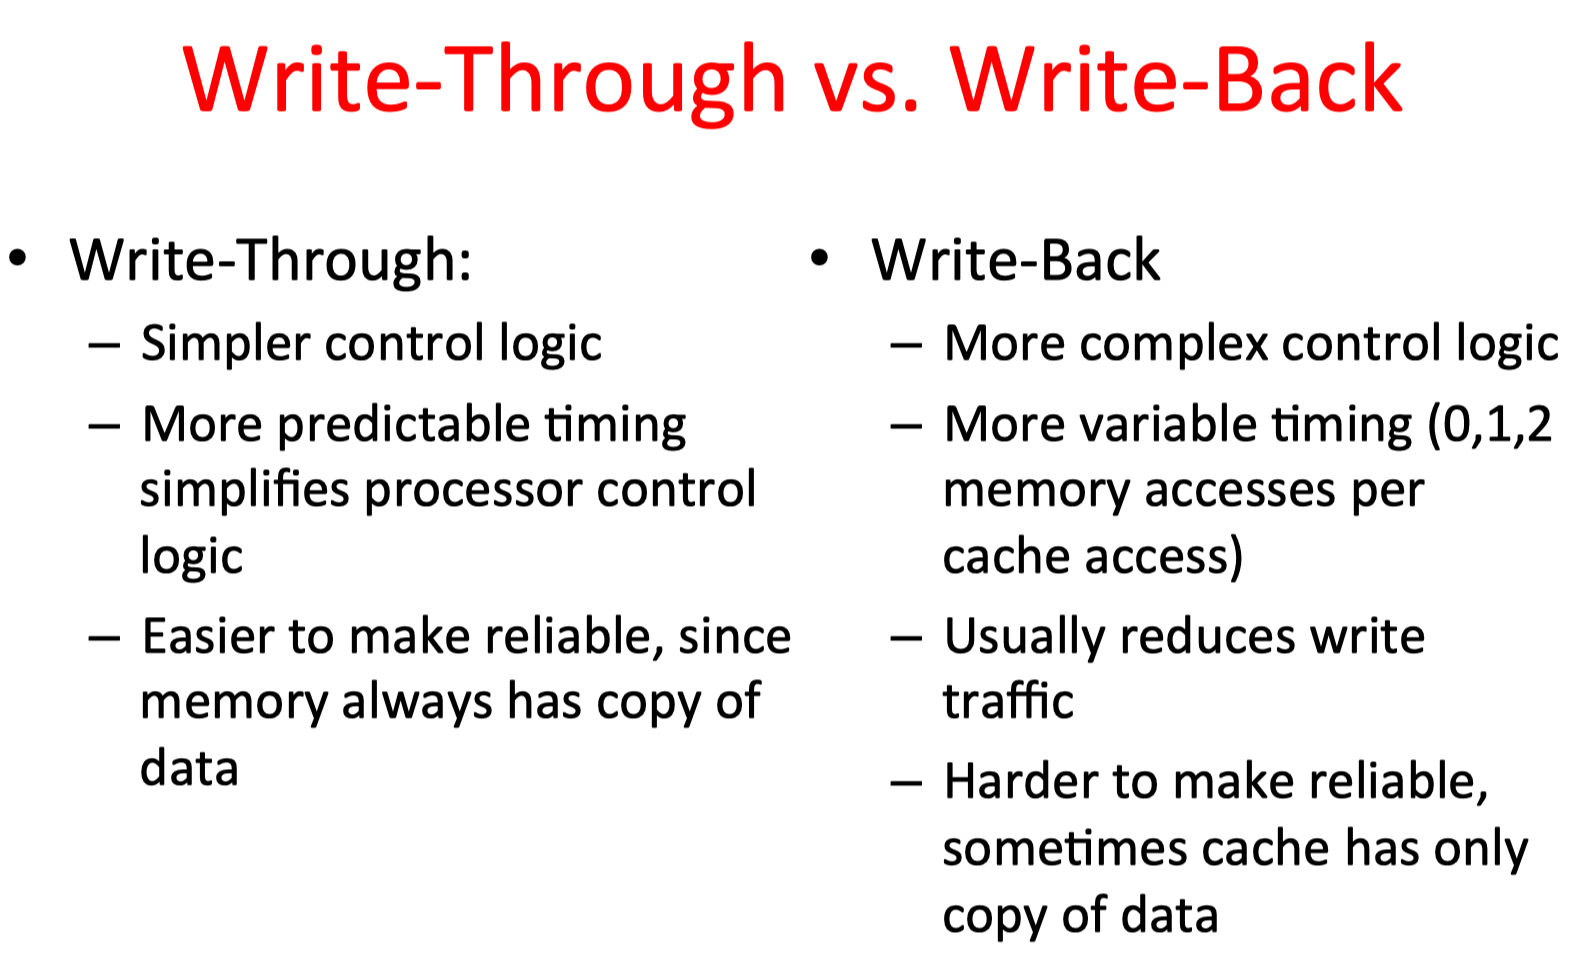 Write-Through vs. Write-Back
• Write-Through:
– Simpler control logic
– More predictable timing
simplifies processor control
logic
– Easier to make reliable, since
memory always has copy of
data
• Write-Back
– More complex control logic
– More variable timing (0,1,2
memory accesses per
cache access)
– Usually reduces write
traffic
– Harder to make reliable,
sometimes cache has only
copy of data